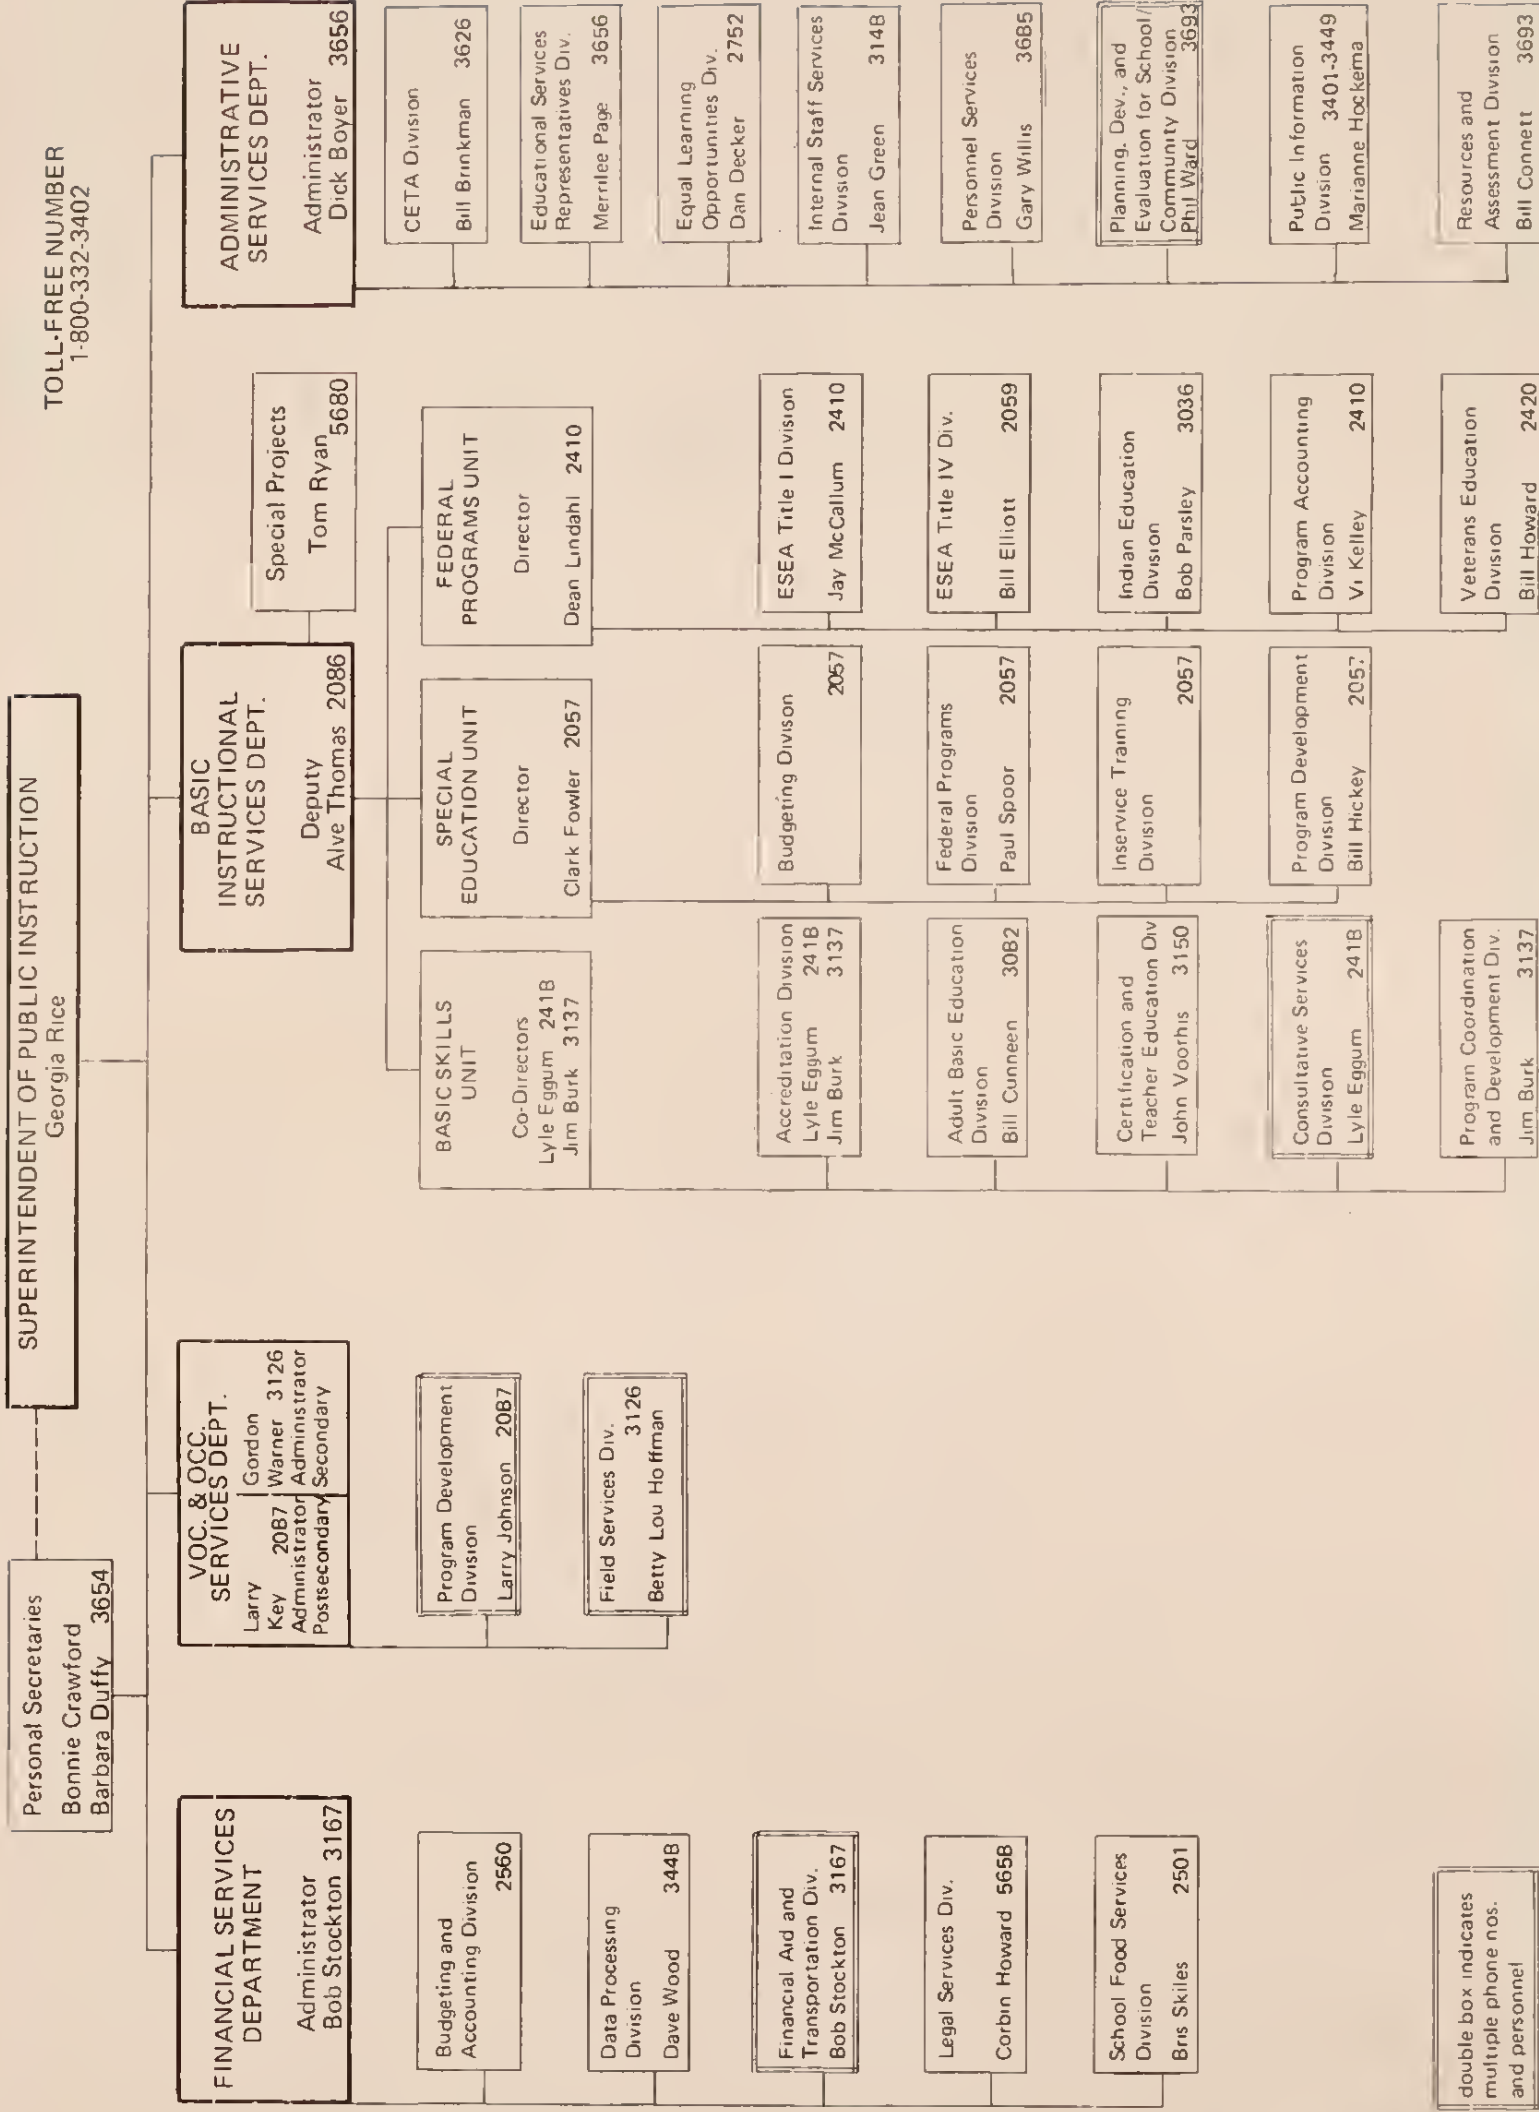 TOLL-FREE NUMBER
1-800-332-3402
SUPERINTENDENT OF PUBLIC INSTRUCTION
Georgia Rice
Personal Secretaries
Bonnie Crawford
Barbara Duffy 3654
FINANCIAL SERVICES
DEPARTMENT
Administrator
Bob Stockton 3167
Budgeting and
Accounting Division
2560
Data Processing
Division
Dave Wood 344B
Financial Aid and
Transportation Div.
Bob Stockton 3167
Legal Services Div.
Corbin Howard 565B
School Food Services
Division
Bris Skiles 2501
double box indicates
multiple phone nos.
and personnel
VOC. & OCC.
SERVICES DEPT.
Larry
Key 20B7
Administrator
Postsecondary
Gordon
Warner 3126
Administrator
Secondary
Program Development
Division
Larry Johnson 20B7
Field Services Div.
3126
Betty Lou Hoffman
BASIC
INSTRUCTIONAL
SERVICES DEPT.
Deputy
Alve Thomas 2086
Special Projects
Tom Ryan
5680
BASIC SKILLS
UNIT
Co-Directors
Lyle Eggum 241B
Jim Burk 3137
Accreditation Division
Lyle Eggum 241B
Jim Burk 3137
Adult Basic Education
Division
Bill Cunneen 30B2
Certification and
Teacher Education Div
John Voorhis 3150
Consultative Services
Division
Lyle Eggum 241B
Program Coordination
and Development Div.
Jim Burk 3137
SPECIAL
EDUCATION UNIT
Director
Clark Fowler 2057
Budgeting Divison
2057
Federal Programs
Division
Paul Spoor 2057
Inservice Training
Division
2057
Program Development
Division
Bill Hickey 2057
FEDERAL
PROGRAMS UNIT
Director
Dean Lindahl 2410
ESEA Title I Division
Jay McCallum 2410
ESEA Title IV Div.
Bill Elliott 2059
Indian Education
Division
Bob Parsley 3036
Program Accounting
Division
Vi Kelley 2410
Veterans Education
Division
Bill Howard 2420
ADMINISTRATIVE
SERVICES DEPT.
Administrator
Dick Boyer 3656
CETA Division
Bill Brinkman 3626
Educational Services
Representatives Div.
Merrilee Page 3656
Equal Learning
Opportunities Div.
Dan Decker 2752
Internal Staff Services
Division
Jean Green 314B
Personnel Services
Division
Gary Willis 36B5
Planning, Dev., and
Evaluation for School/
Community Division
Phil Ward 3693
Public Information
Division 3401-3449
Marianne Hockema
Resources and
Assessment Division
Bill Connett 3693